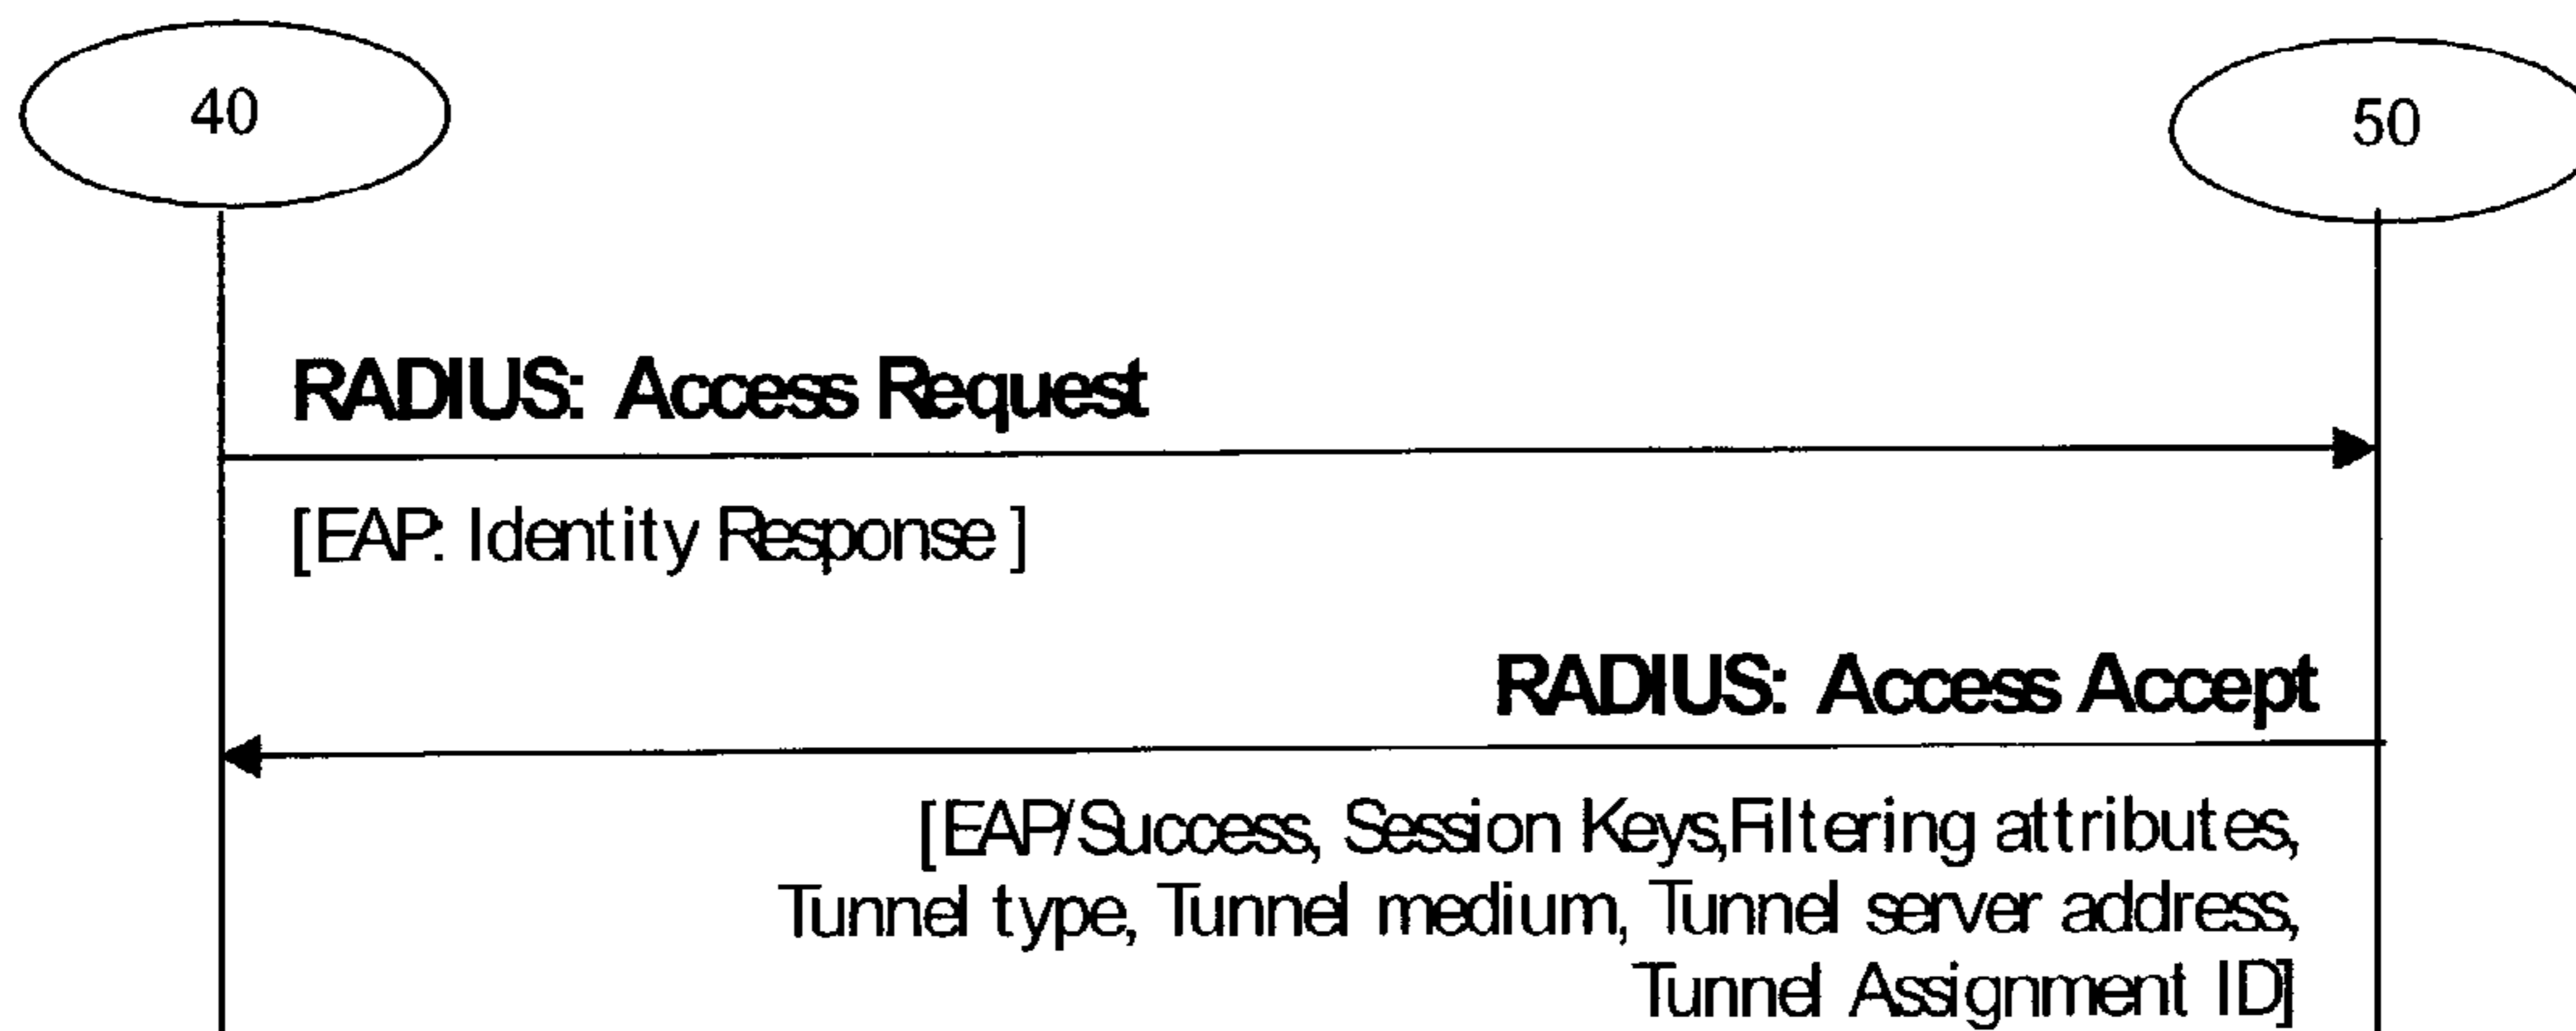 40
50
RADIUS: Access Request
[EAP: Identity Response ]
RADIUS: Access Accept
[EAP/Success, Session Keys,Filtering attributes,
Tunnel type, Tunnel medium, Tunnel server address,
Tunnel Assignment ID]